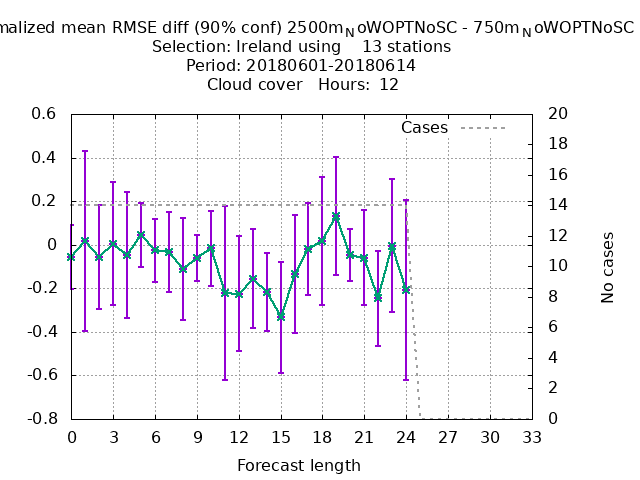 malized mean RMSE diff (90% conf) 2500mNoWOPTNoSC - 750mNoWOPTNoSC
Selection: Ireland using 13 stations
Period: 20180601-20180614
Cloud cover Hours: 12
Cases
0.6
0.4
0.2
0
-0.2
-0.4
-0.6
-0.8
20
18
16
14
12
10
8
6
4
2
0
No cases
0 3 6 9 12 15 18 21 24 27 30 33
Forecast length